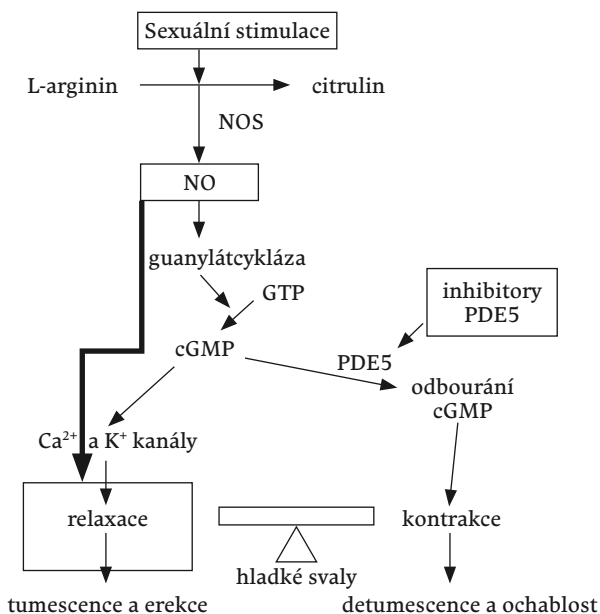 Sexuální stimulace
L-arginin
citrulin
NOS
NO
guanylátcykláza
GTP
inhibitory
PDE5
cGMP
PDE5
odbourání
cGMP
Ca²⁺ a K⁺ kanály
relaxace
kontrakce
hladké svaly
tumescence a erekce
detumescence a ochablost